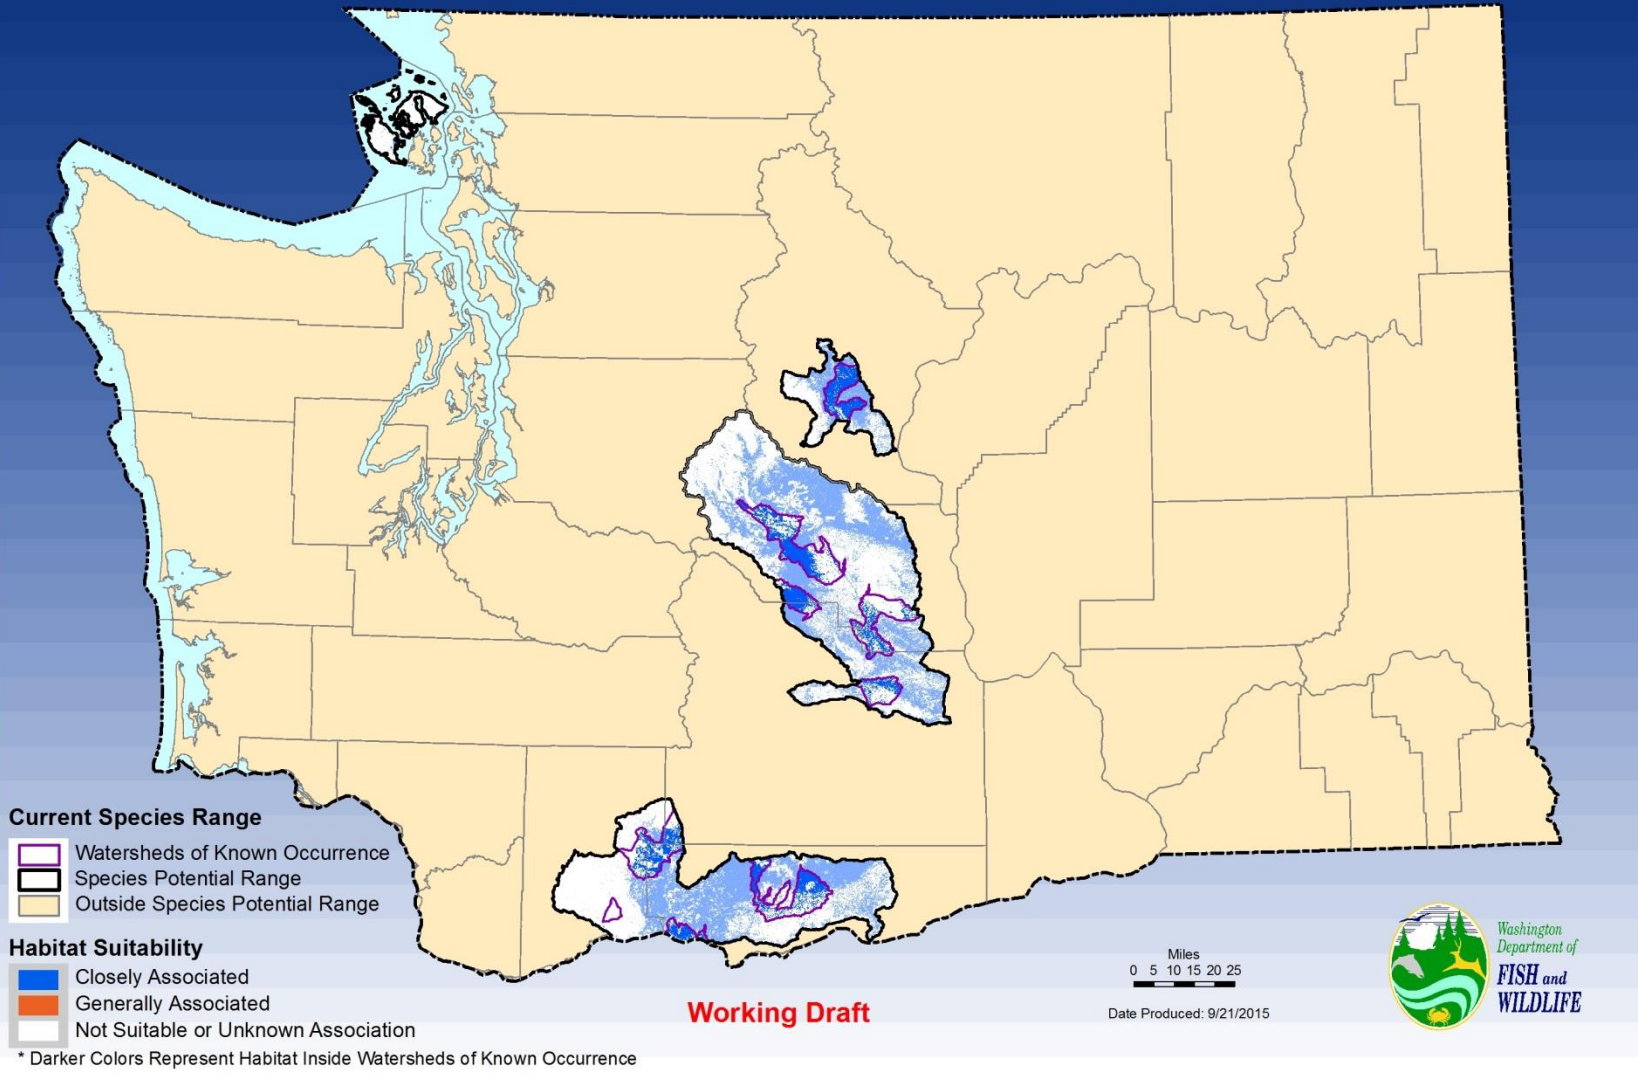 Current Species Range
Watersheds of Known Occurrence
Species Potential Range
Outside Species Potential Range
Habitat Suitability
Closely Associated
Generally Associated
Not Suitable or Unknown Association
* Darker Colors Represent Habitat Inside Watersheds of Known Occurrence
Working Draft
Miles
0 5 10 15 20 25
Date Produced: 9/21/2015
Washington
Department of
FISH and
WILDLIFE